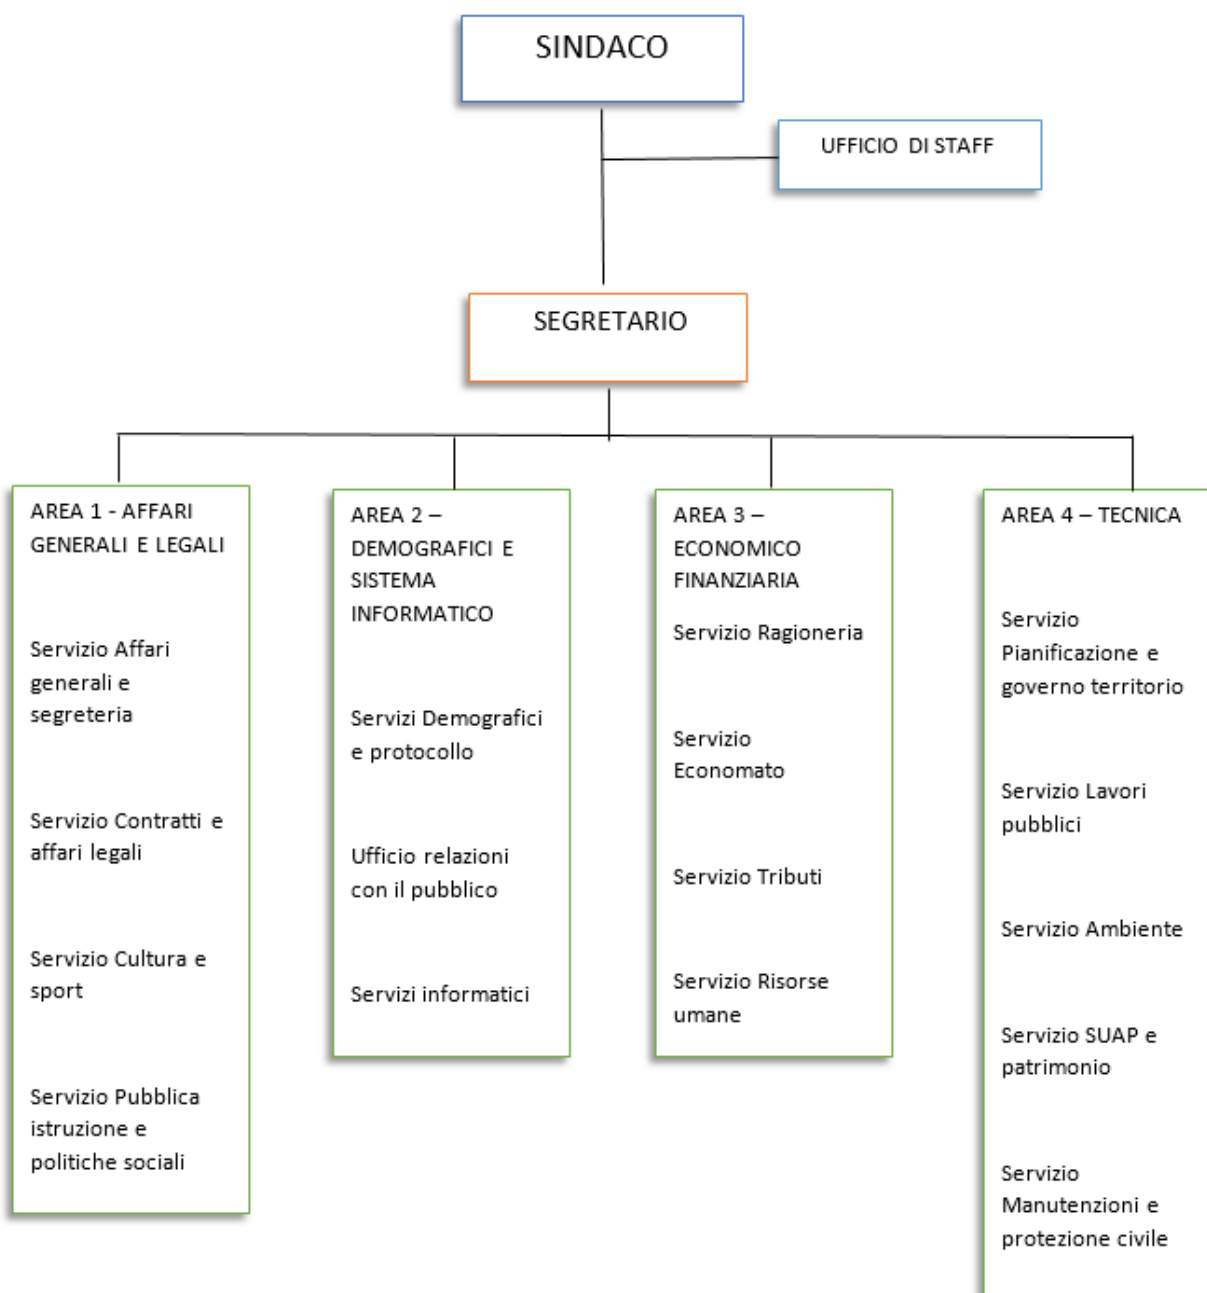 SINDACO
UFFICIO DI STAFF
SEGRETARIO
AREA 1 - AFFARI
GENERALI E LEGALI
Servizio Affari
generali e
segreteria
Servizio Contratti e
affari legali
Servizio Cultura e
sport
Servizio Pubblica
istruzione e
politiche sociali
AREA 2 –
DEMOGRAFICI E
SISTEMA
INFORMATICO
Servizi Demografici
e protocollo
Ufficio relazioni
con il pubblico
Servizi informatici
AREA 3 –
ECONOMICO
FINANZIARIA
Servizio Ragioneria
Servizio
Economato
Servizio Tributi
Servizio Risorse
umane
AREA 4 – TECNICA
Servizio
Pianificazione e
governo territorio
Servizio Lavori
pubblici
Servizio Ambiente
Servizio SUAP e
patrimonio
Servizio
Manutenzioni e
protezione civile